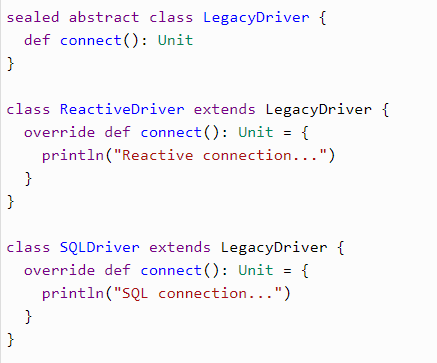 sealed abstract class LegacyDriver {
  def connect(): Unit
}

class ReactiveDriver extends LegacyDriver {
  override def connect(): Unit = {
    println("Reactive connection...")
  }
}

class SQLDriver extends LegacyDriver {
  override def connect(): Unit = {
    println("SQL connection...")
  }
}